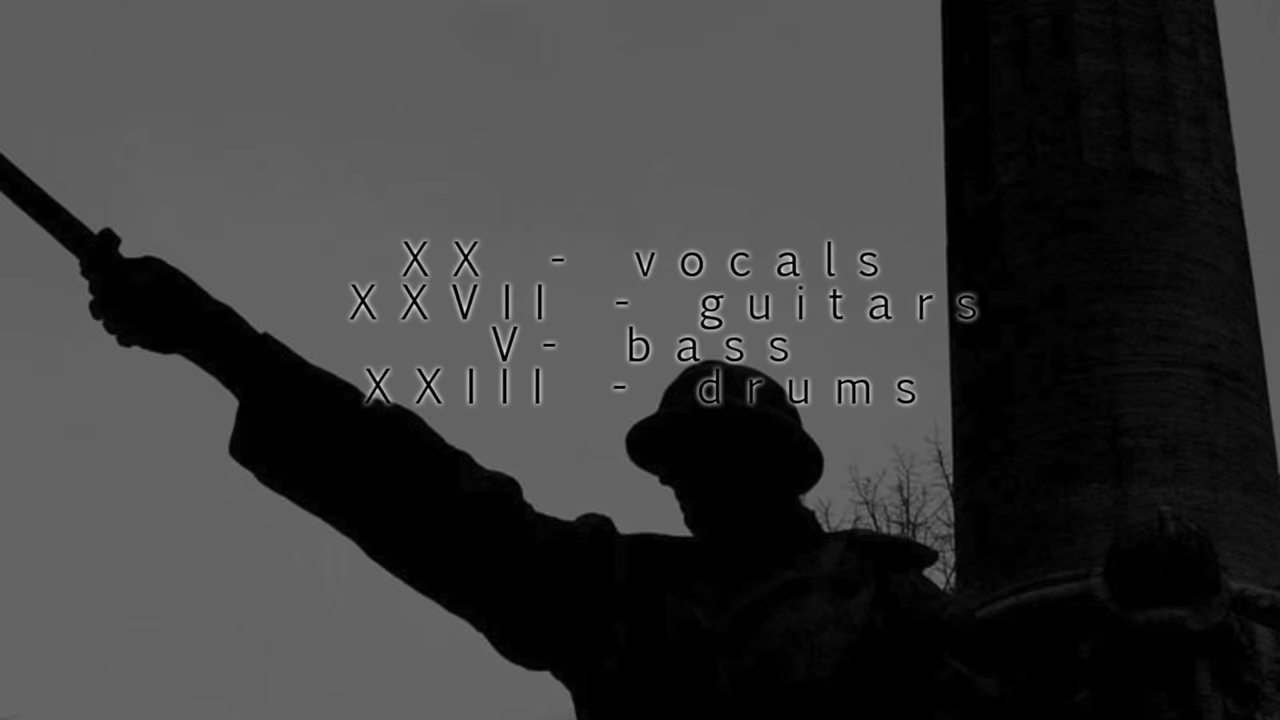 XX - vocals
XXVII - guitars
V- bass
XXIII - drums